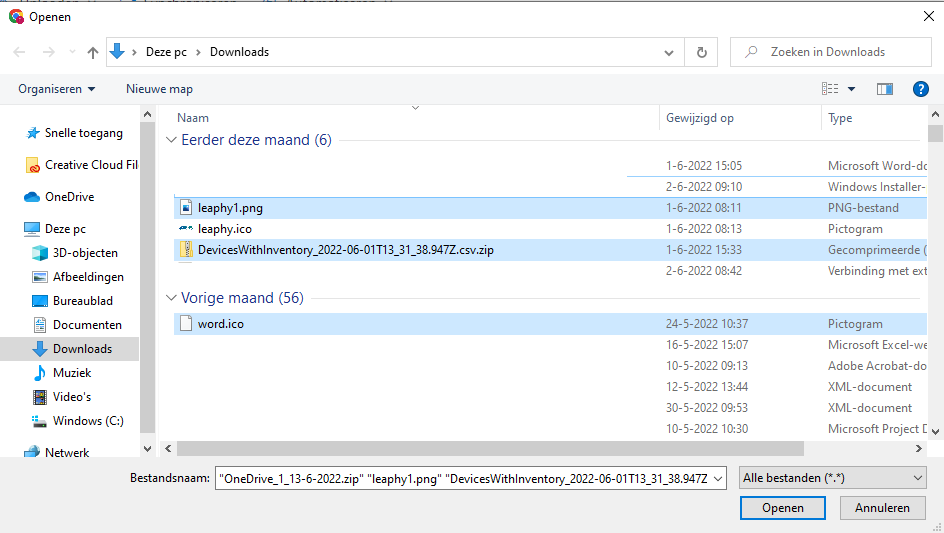 Openen
Deze pc
Downloads
Zoeken in Downloads
Organiseren
Nieuwe map
Snelle toegang
Creative Cloud Fil
OneDrive
Deze pc
3D-objecten
Afbeeldingen
Bureaublad
Documenten
Downloads
Muziek
Video's
Windows (C:)
Netwerk
Naam Gewijzigd op Type
Eerder deze maand (6)
1-6-2022 15:05 Microsoft Word-do
2-6-2022 09:10 Windows Installer-
leaphy1.png 1-6-2022 08:11 PNG-bestand
leaphy.ico 1-6-2022 08:13 Pictogram
DevicesWithInventory_2022-06-01T13_31_38.947Z.csv.zip 1-6-2022 15:33 Gecomprimeerde (
2-6-2022 08:42 Verbinding met ext
Vorige maand (56)
word.ico 24-5-2022 10:37 Pictogram
16-5-2022 15:07 Microsoft Excel-we
10-5-2022 09:13 Adobe Acrobat-do
12-5-2022 13:44 XML-document
30-5-2022 09:53 XML-document
10-5-2022 10:30 Microsoft Project D
Bestandsnaam: "OneDrive_1_13-6-2022.zip" "leaphy1.png" "DevicesWithInventory_2022-06-01T13_31_38.947Z
Alle bestanden (*.*)
Openen
Annuleren